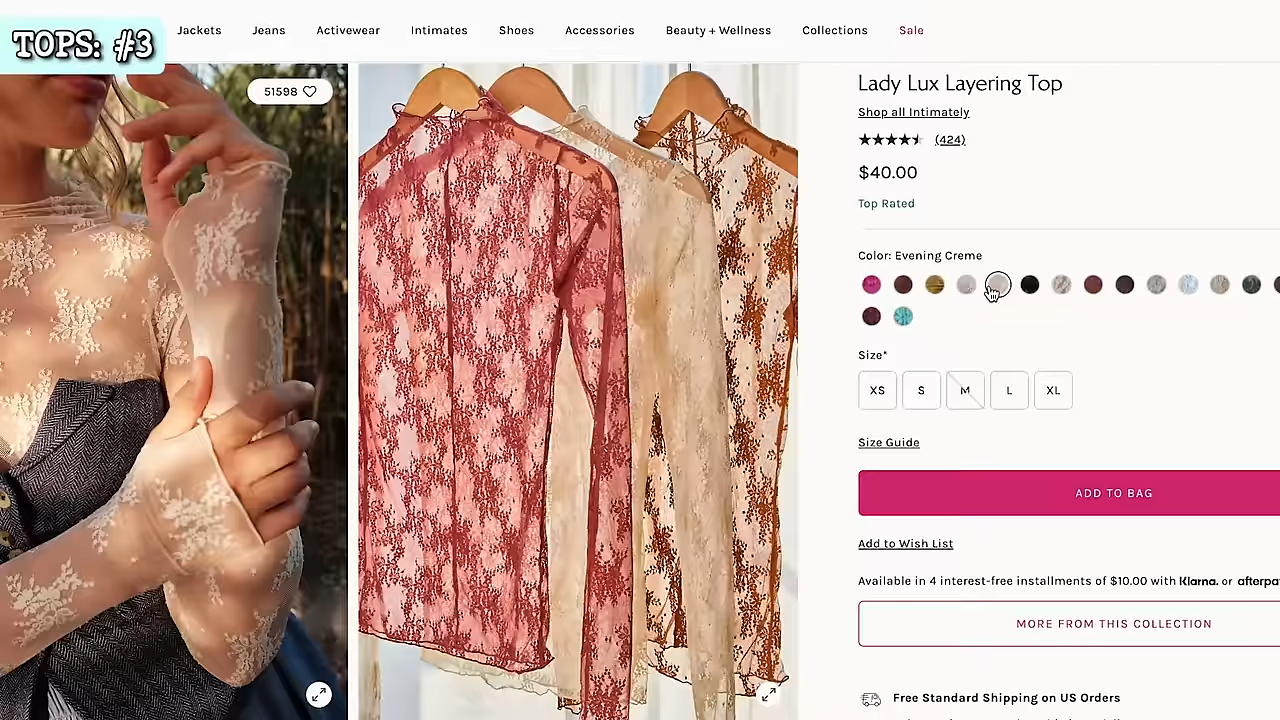 TOPS: #3
Jackets Jeans Activewear Intimates Shoes Accessories Beauty + Wellness Collections Sale
51598
Lady Lux Layering Top
Shop all Intimately
(424)
$40.00
Top Rated
Color: Evening Creme
Size*
XS S M L XL
Size Guide
ADD TO BAG
Add to Wish List
Available in 4 interest-free installments of $10.00 with Klarna. or afterpa
MORE FROM THIS COLLECTION
Free Standard Shipping on US Orders